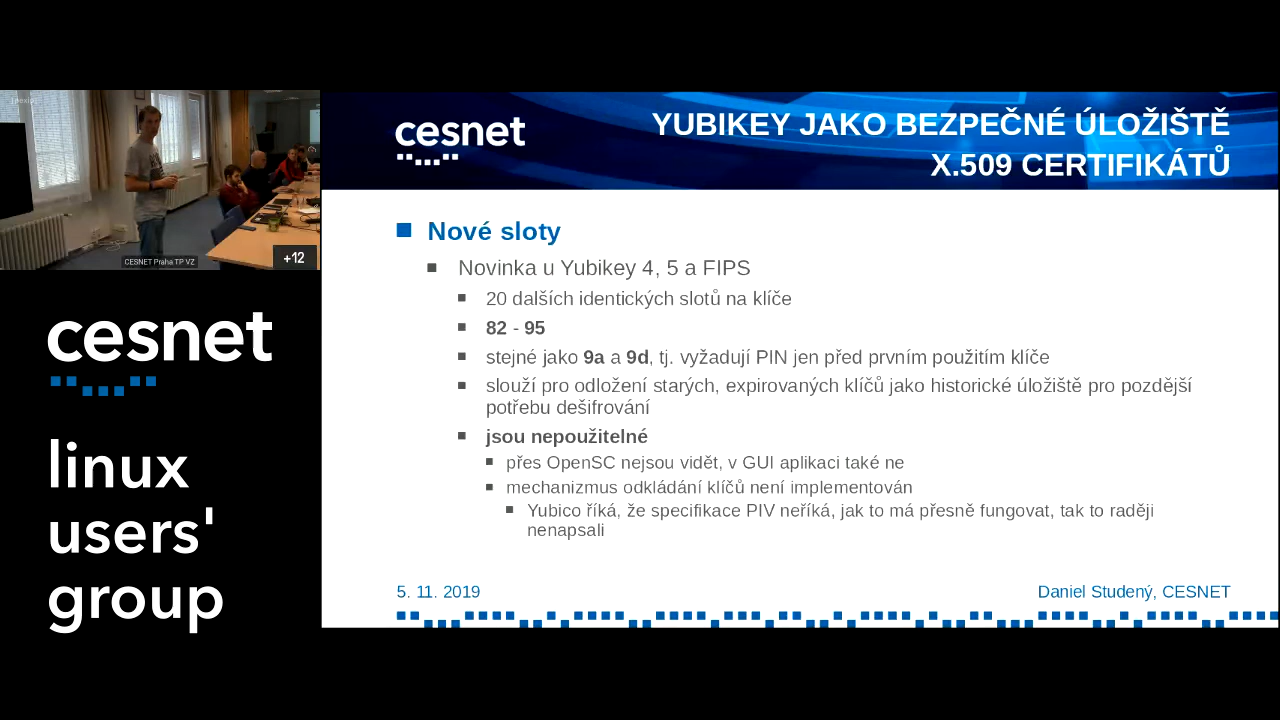 CESNET Praha TP VZ
+12
cesnet
linux
users'
group
cesnet
YUBIKEY JAKO BEZPEČNÉ ÚLOŽIŠTĚ
X.509 CERTIFIKÁTŮ
Nové sloty
Novinka u Yubikey 4, 5 a FIPS
20 dalších identických slotů na klíče
82 - 95
stejné jako 9a a 9d, tj. vyžadují PIN jen před prvním použitím klíče
slouží pro odložení starých, expirovaných klíčů jako historické úložiště pro pozdější
potřebu dešifrování
jsou nepoužitelné
přes OpenSC nejsou vidět, v GUI aplikaci také ne
mechanizmus odkládání klíčů není implementován
Yubico říká, že specifikace PIV neříká, jak to má přesně fungovat, tak to raději
nenapsali
5. 11. 2019
Daniel Studený, CESNET